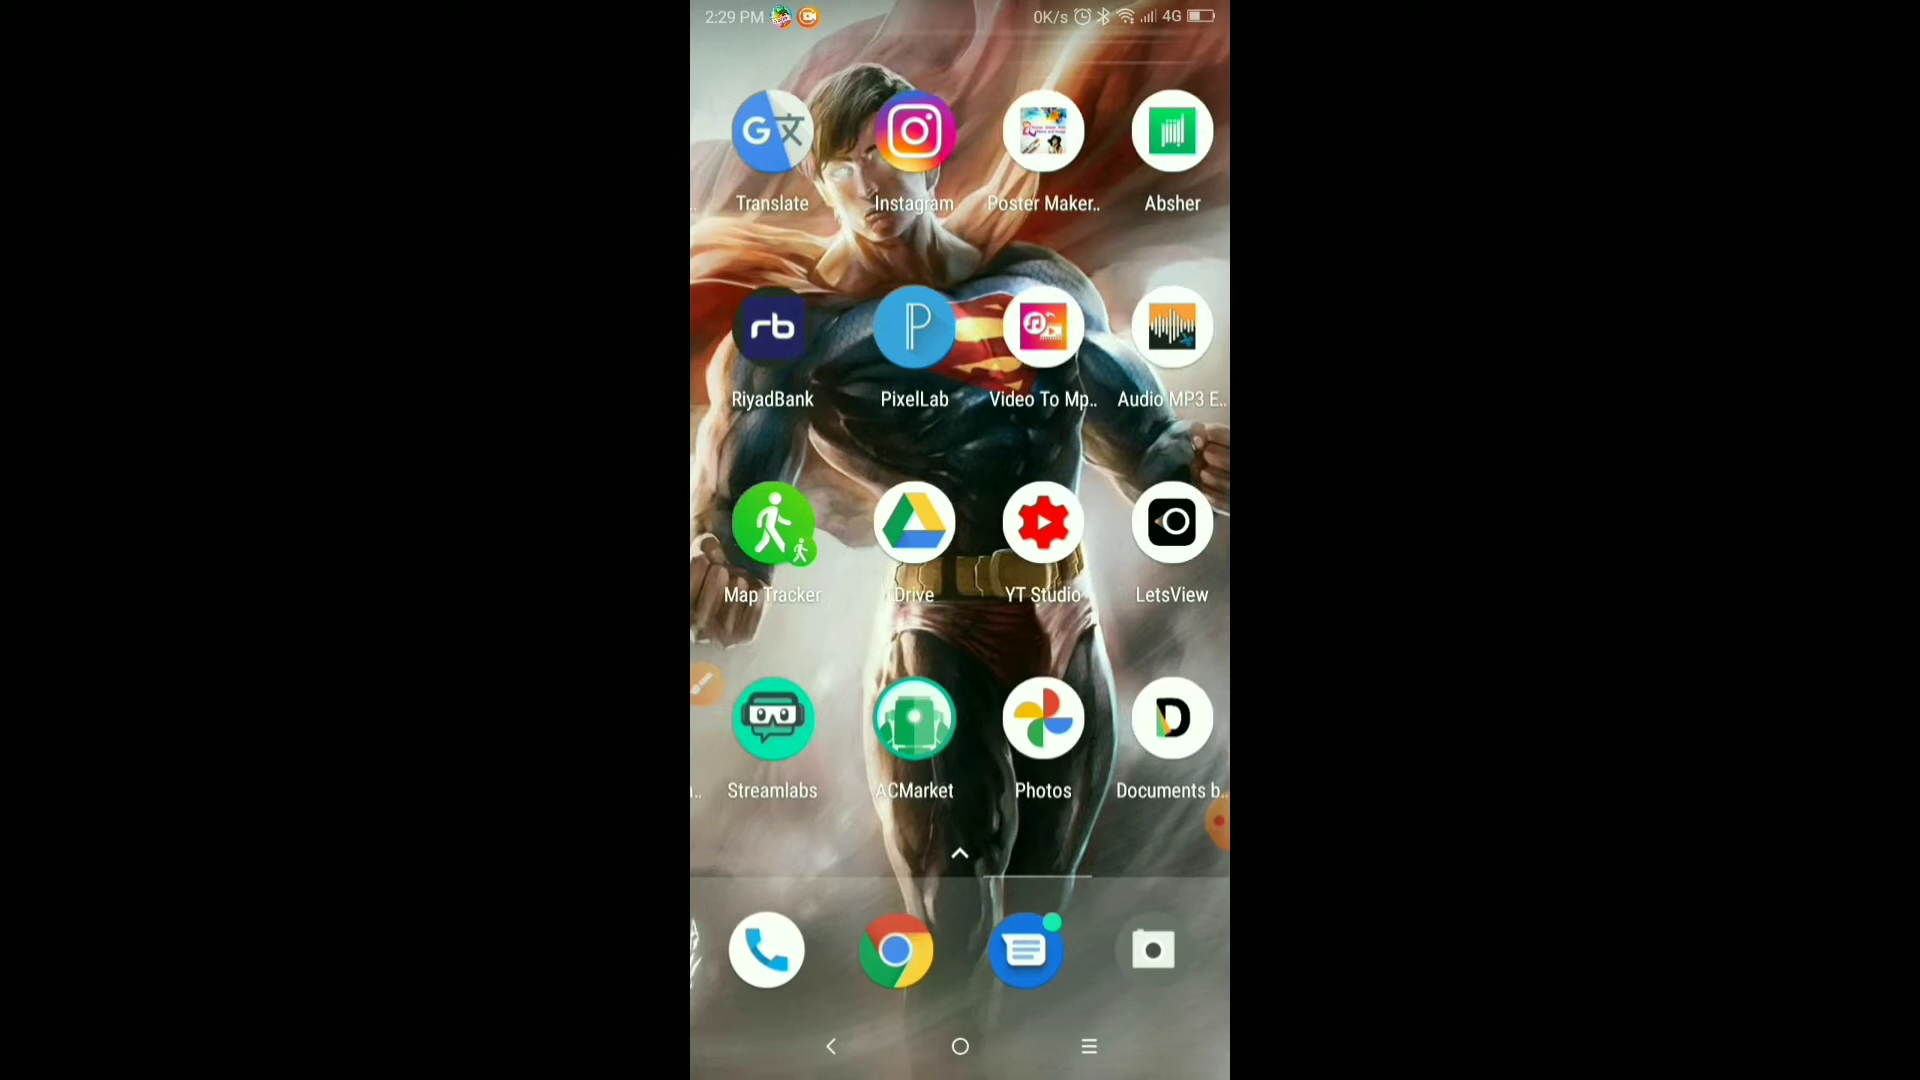 2:29 PM 0K/s 4G
Translate Instagram Poster Maker.. Absher
RiyadBank PixelLab Video To Mp.. Audio MP3 E..
Map Tracker Drive YT Studio LetsView
Streamlabs ACMarket Photos Documents b..